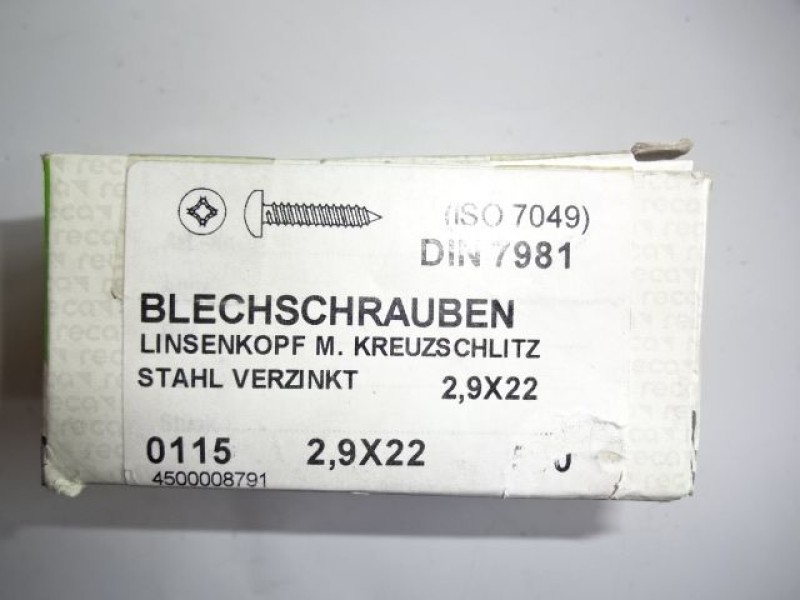 (ISO 7049)
DIN 7981
BLECHSCHRAUBEN
LINSENKOPF M. KREUZSCHLITZ
STAHL VERZINKT 2,9X22
0115 2,9X22
4500008791